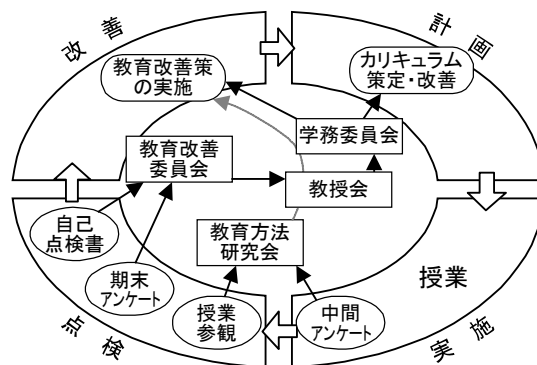 改善
計画
教育改善策
の実施
カリキュラム
策定・改善
学務委員会
教育改善
委員会
教授会
自己
点検書
教育方法
研究会
期末
アンケート
授業
参観
中間
アンケート
授業
点検
実施